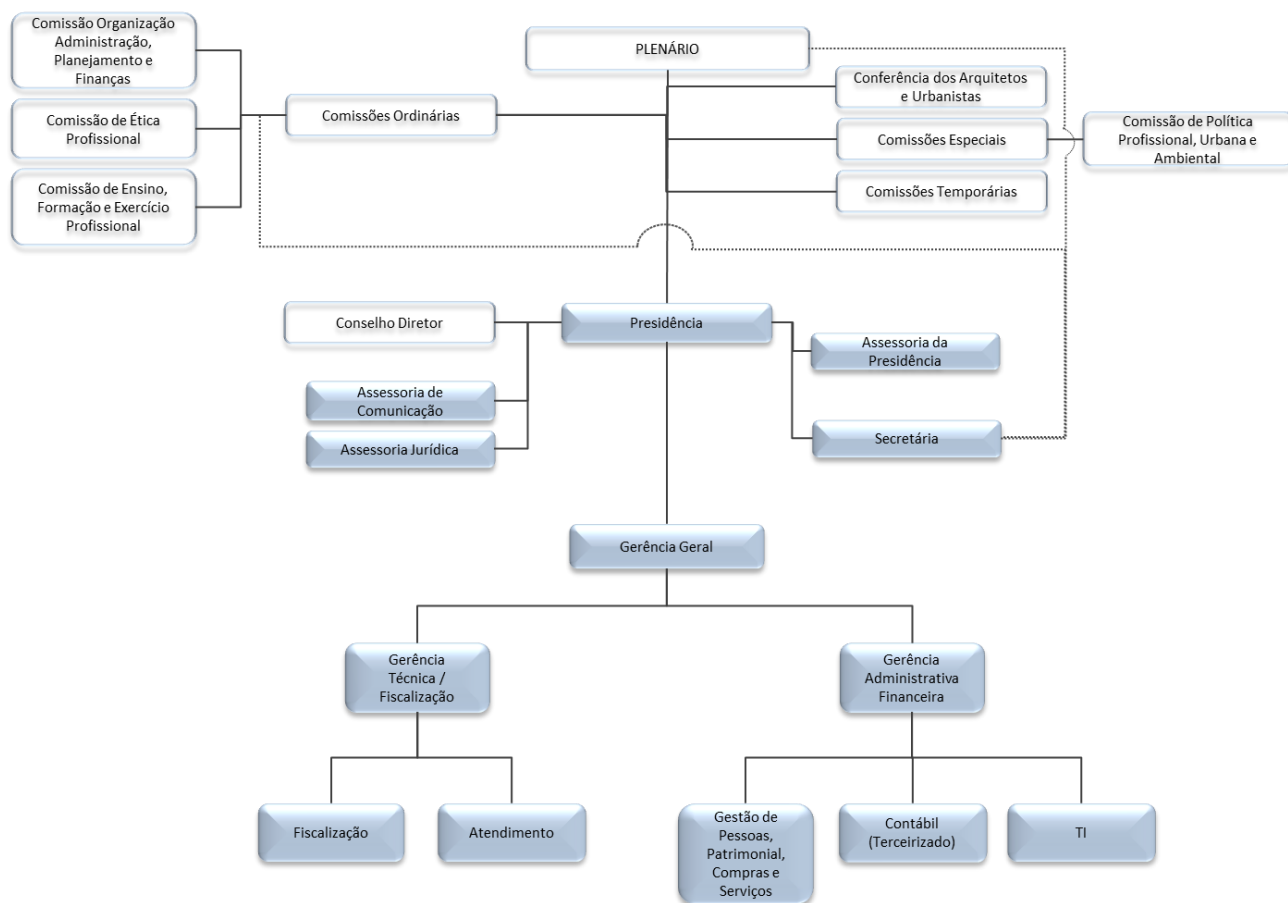 Comissão Organização
Administração,
Planejamento e
Finanças
PLENÁRIO
Conferência dos Arquitetos
e Urbanistas
Comissões Ordinárias
Comissão de Ética
Profissional
Comissões Especiais
Comissão de Política
Profissional, Urbana e
Ambiental
Comissão de Ensino,
Formação e Exercício
Profissional
Comissões Temporárias
Conselho Diretor
Presidência
Assessoria da
Presidência
Assessoria de
Comunicação
Assessoria Jurídica
Secretária
Gerência Geral
Gerência
Técnica /
Fiscalização
Gerência
Administrativa
Financeira
Fiscalização
Atendimento
Gestão de
Pessoas,
Patrimonial,
Compras e
Serviços
Contábil
(Terceirizado)
TI